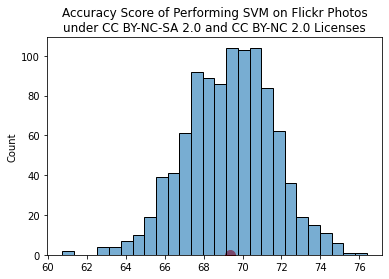 Accuracy Score of Performing SVM on Flickr Photos
under CC BY-NC-SA 2.0 and CC BY-NC 2.0 Licenses
100
80
60
40
20
0
Count
60 62 64 66 68 70 72 74 76